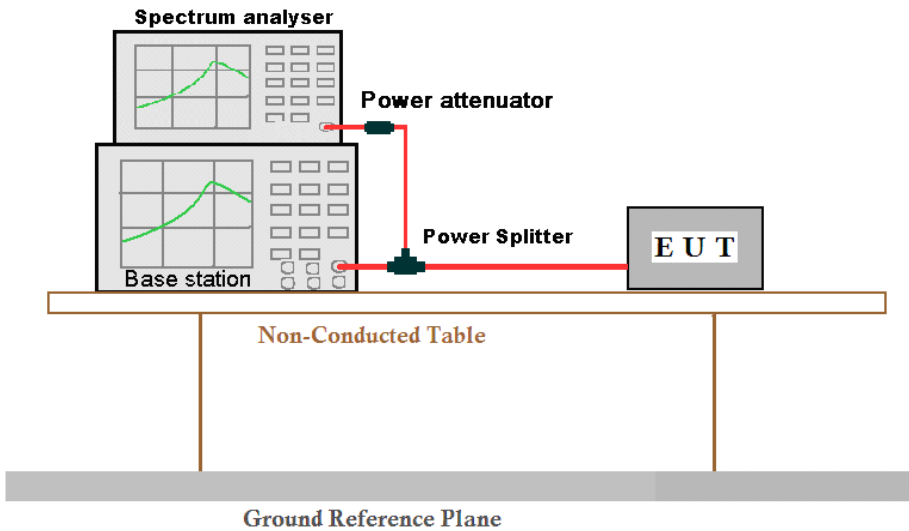 Spectrum analyser
Power attenuator
Power Splitter
E U T
Base station
Non-Conducted Table
Ground Reference Plane